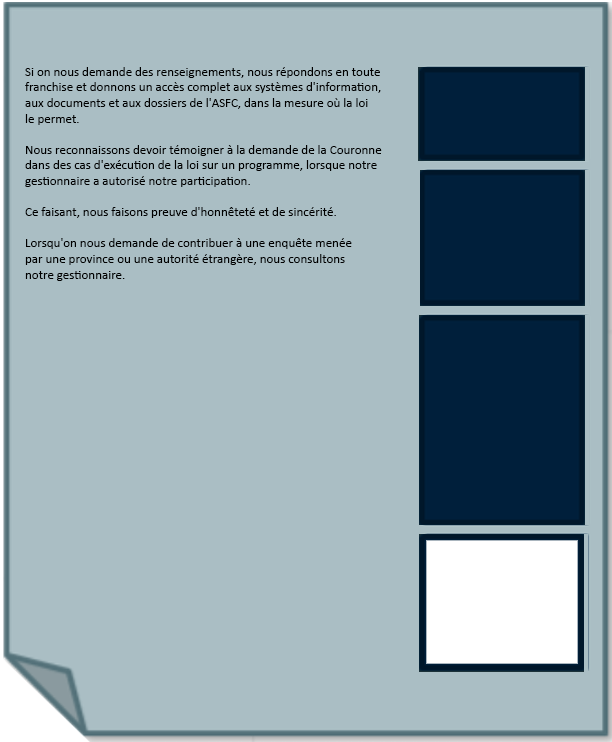 Si on nous demande des renseignements, nous répondons en toute
franchise et donnons un accès complet aux systèmes d'information,
aux documents et aux dossiers de l'ASFC, dans la mesure où la loi
le permet.
Nous reconnaissons devoir témoigner à la demande de la Couronne
dans des cas d'exécution de la loi sur un programme, lorsque notre
gestionnaire a autorisé notre participation.
Ce faisant, nous faisons preuve d'honnêteté et de sincérité.
Lorsqu'on nous demande de contribuer à une enquête menée
par une province ou une autorité étrangère, nous consultons
notre gestionnaire.